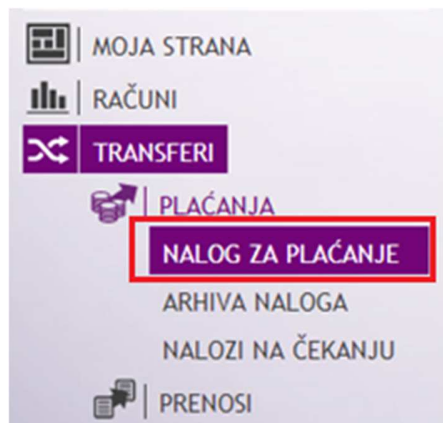 MOJA STRANA
RAČUNI
TRANSFERI
PLAĆANJA
NALOG ZA PLAĆANJE
ARHIVA NALOGA
NALOZI NA ČEKANJU
PRENOSI